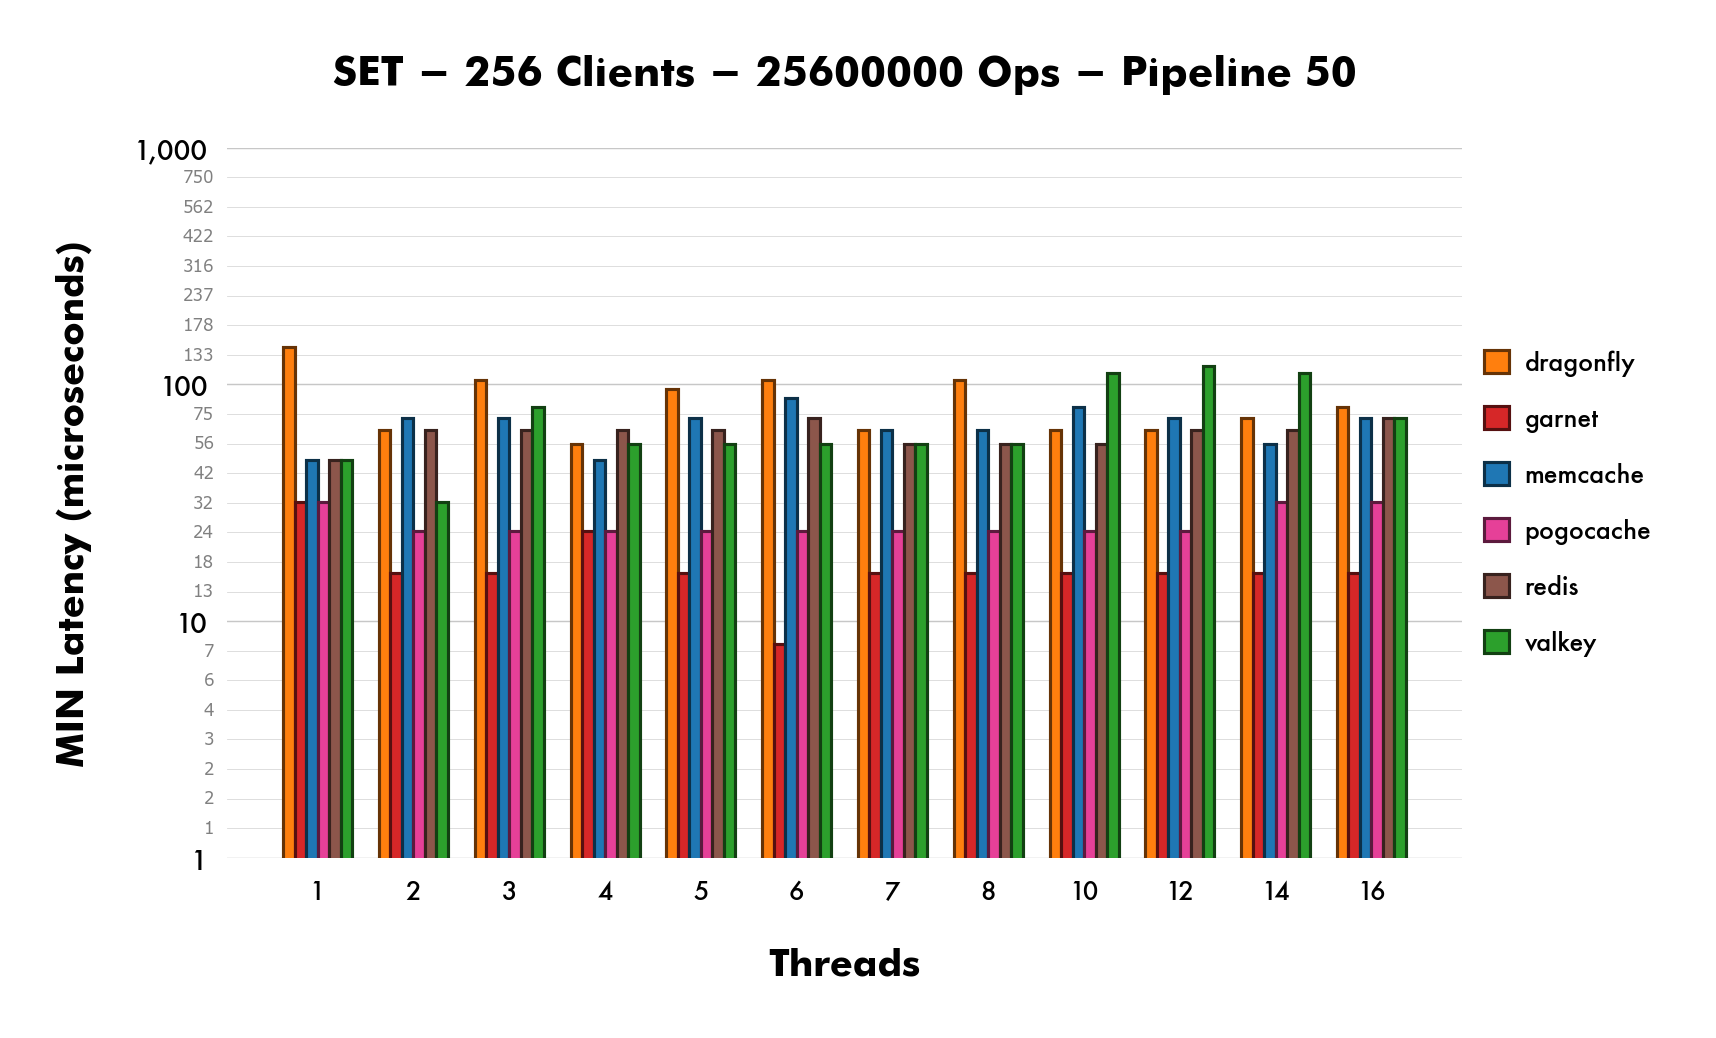 SET – 256 Clients – 25600000 Ops – Pipeline 50
MIN Latency (microseconds)
1,000
750
562
422
316
237
178
133
100
75
56
42
32
24
18
13
10
7
6
4
3
2
2
1
1
1 2 3 4 5 6 7 8 10 12 14 16
Threads
dragonfly
garnet
memcache
pogocache
redis
valkey